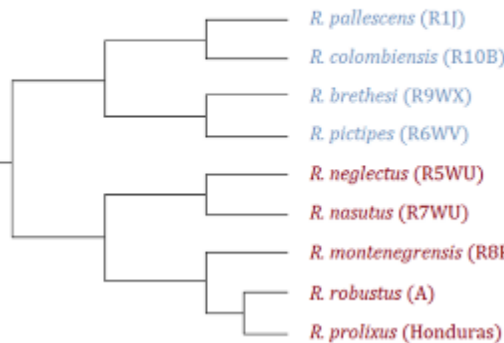 R. pallescens (R1J)
R. colombiensis (R10B)
R. brethesi (R9WX)
R. pictipes (R6WV)
R. neglectus (R5WU)
R. nasutus (R7WU)
R. montenegrensis
R. robustus (A)
R. prolixus (Honduras)